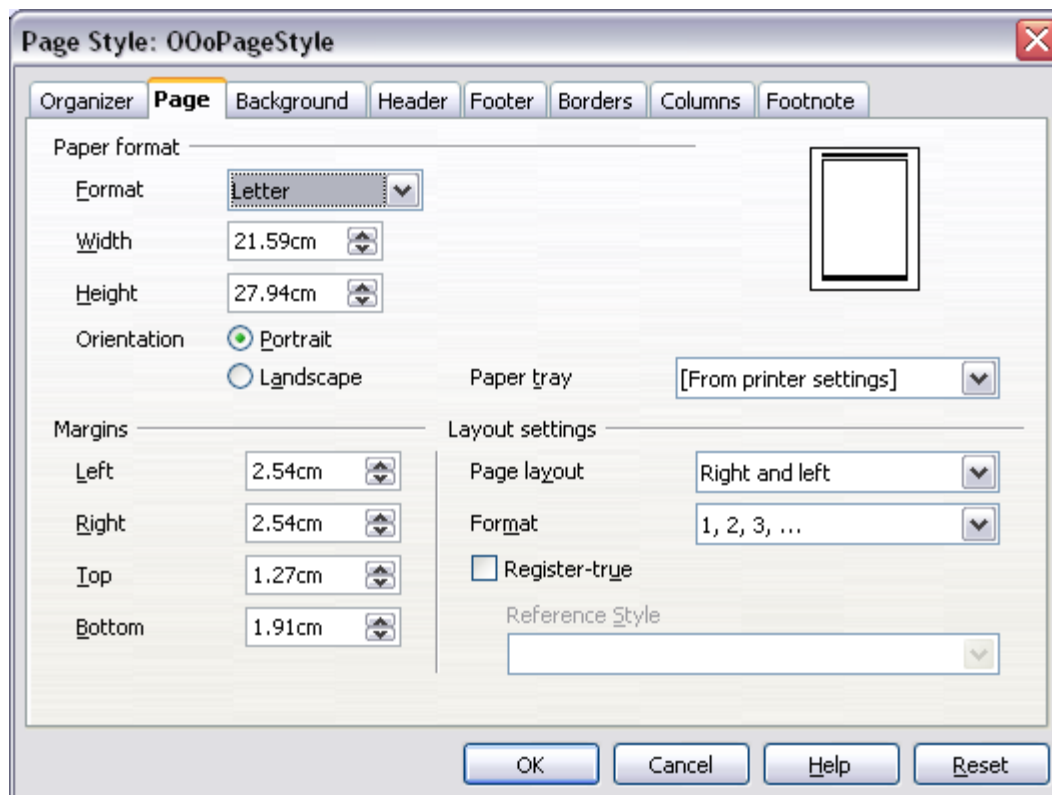 Page Style: OOoPageStyle
Organizer Page Background Header Footer Borders Columns Footnote
Paper format
Format Letter
Width 21.59cm
Height 27.94cm
Orientation Portrait
Landscape Paper tray [From printer settings]
Margins Layout settings
Left 2.54cm Page layout Right and left
Right 2.54cm Format 1, 2, 3, ...
Top 1.27cm Register-true
Bottom 1.91cm Reference Style
OK Cancel Help Reset